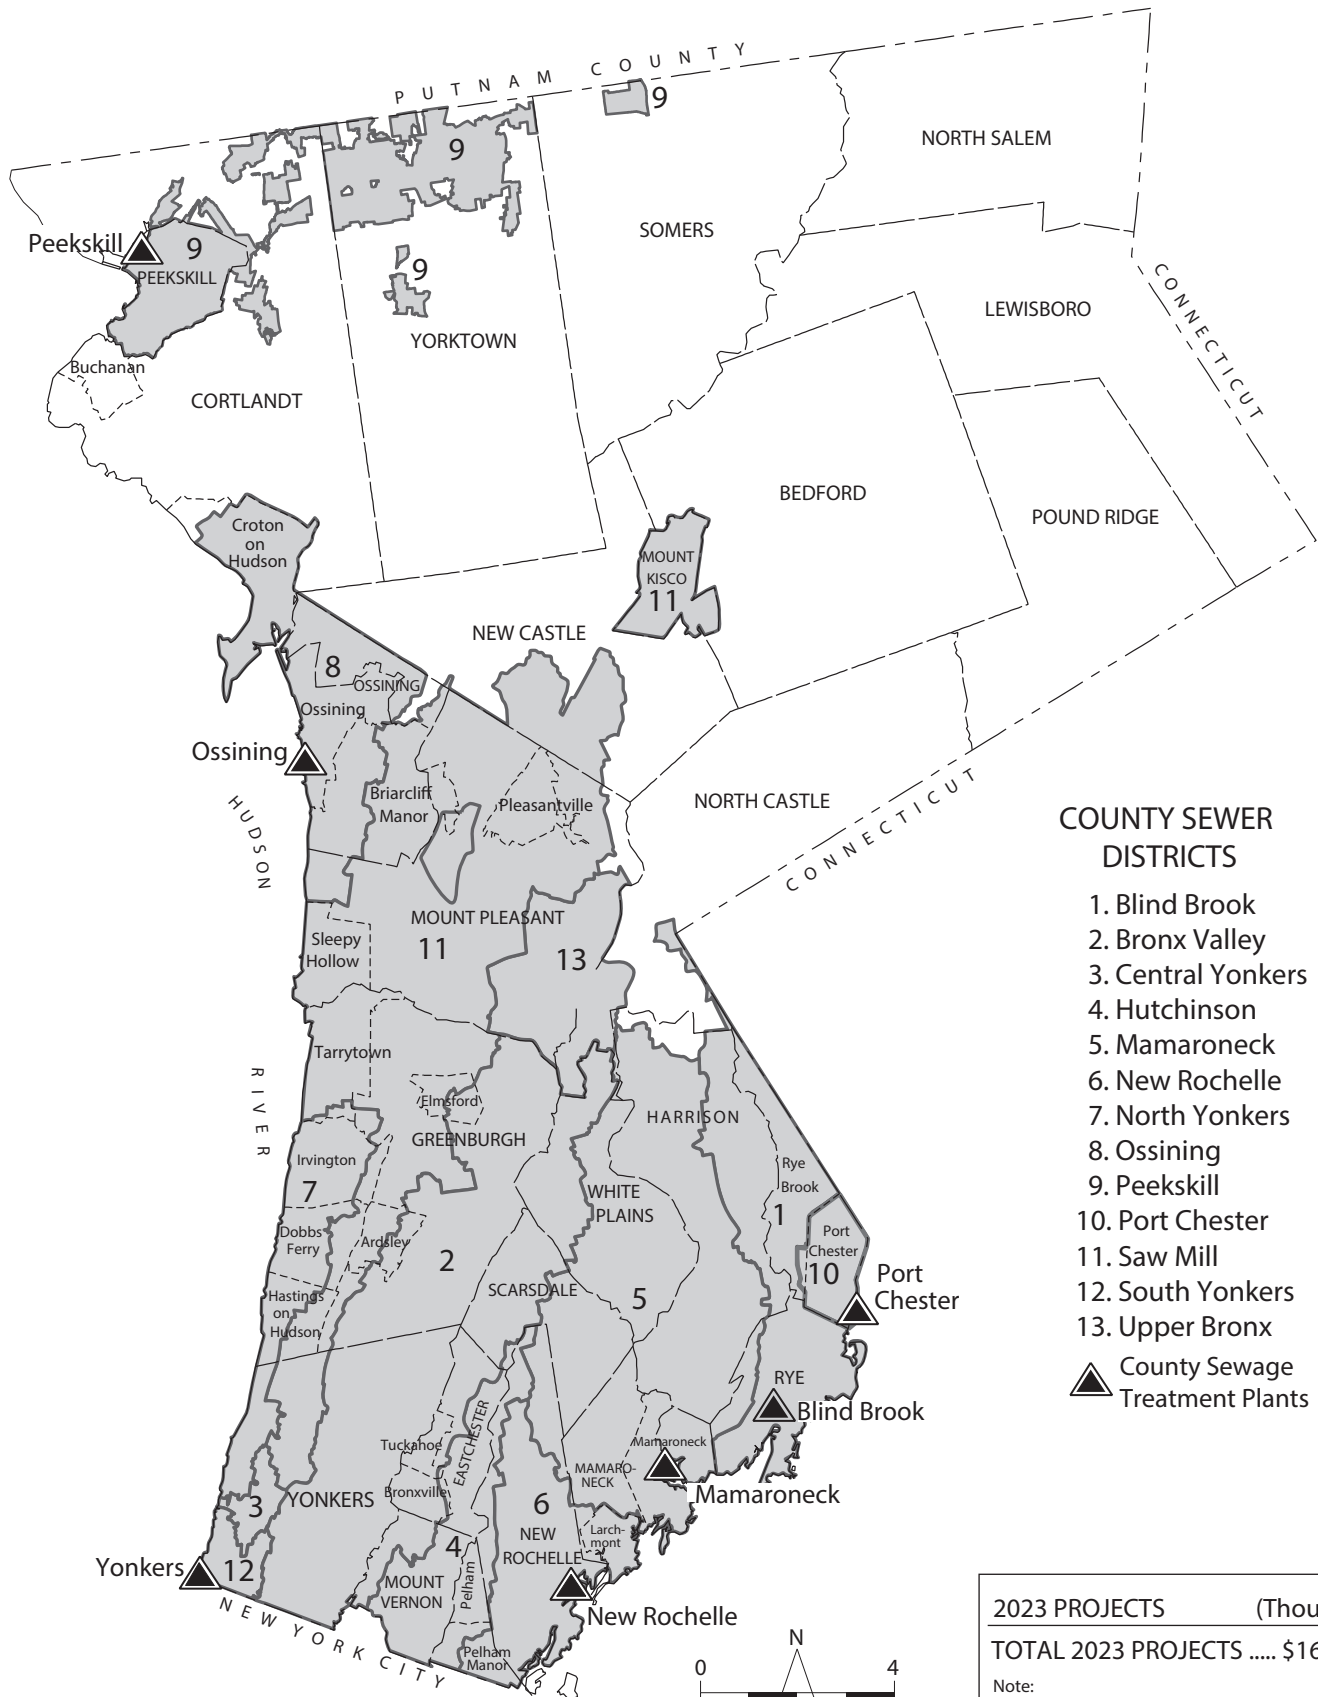 PUTNAM COUNTY
9
NORTH SALEM
9
SOMERS
Peekskill
9
PEEKSKILL
9
CONNECTICUT
LEWISBORO
YORKTOWN
Buchanan
CORTLANDT
BEDFORD
POUND RIDGE
Croton
on
Hudson
MOUNT
KISCO
11
NEW CASTLE
8
OSSINING
Ossining
Ossining
HUDSON
Briarcliff
Manor
Pleasantville
NORTH CASTLE
CONNECTICUT
MOUNT PLEASANT
11
13
Sleepy
Hollow
Tarrytown
RIVER
Elmsford
GREENBURGH
HARRISON
Irvington
7
WHITE
PLAINS
Rye
Brook
1
Dobbs
Ferry
Ardsley
2
Port
Chester
10
Port
Chester
SCARSDALE
5
Hastings
on
Hudson
RYE
Blind Brook
EASTCHESTER
Tuckahoe
Mamaroneck
MAMARO-
NECK
Mamaroneck
Bronxville
3
YONKERS
6
NEW
ROCHELLE
Larch-
mont
4
Yonkers
12
MOUNT
VERNON
Pelham
New Rochelle
NEW YORK CITY
Pelham
Manor
COUNTY SEWER
DISTRICTS
1. Blind Brook
2. Bronx Valley
3. Central Yonkers
4. Hutchinson
5. Mamaroneck
6. New Rochelle
7. North Yonkers
8. Ossining
9. Peekskill
10. Port Chester
11. Saw Mill
12. South Yonkers
13. Upper Bronx
County Sewage
Treatment Plants
N
0 4
2023 PROJECTS (Thou
TOTAL 2023 PROJECTS ..... $16
Note: